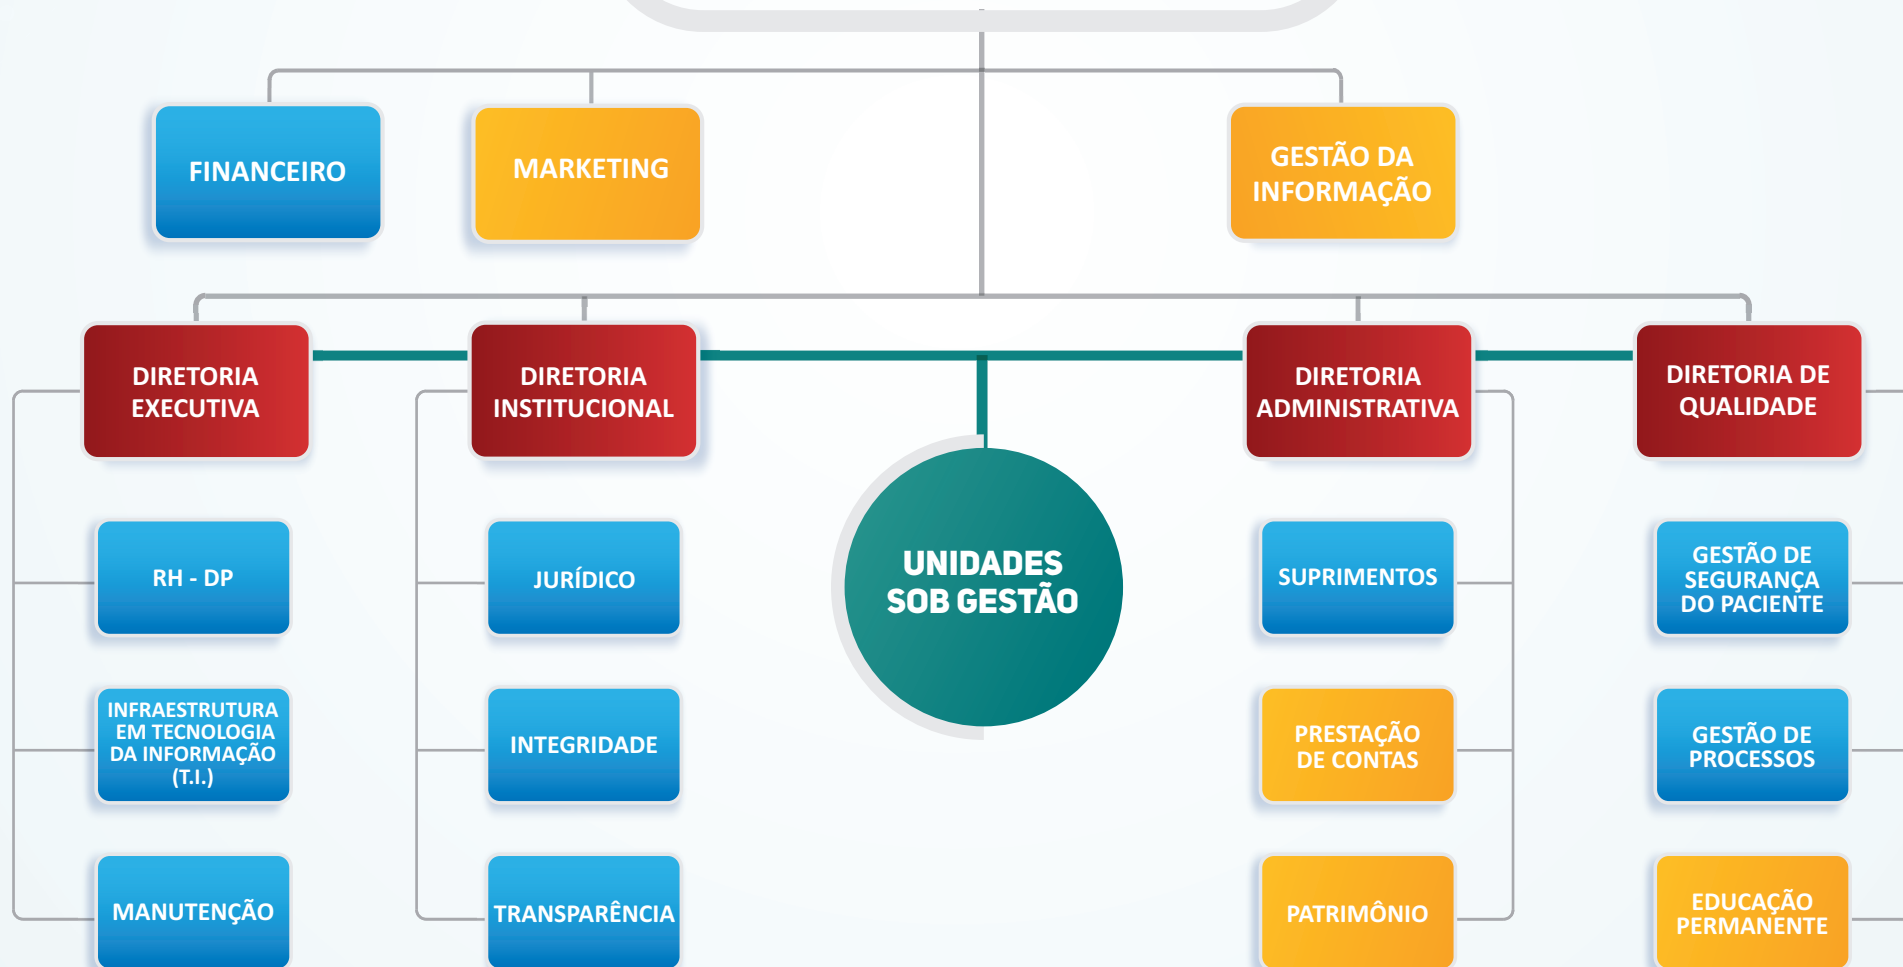 FINANCEIRO
MARKETING
GESTÃO DA
INFORMAÇÃO
DIRETORIA
EXECUTIVA
DIRETORIA
INSTITUCIONAL
DIRETORIA
ADMINISTRATIVA
DIRETORIA DE
QUALIDADE
UNIDADES
SOB GESTÃO
RH - DP
JURÍDICO
SUPRIMENTOS
GESTÃO DE
SEGURANÇA
DO PACIENTE
INFRAESTRUTURA
EM TECNOLOGIA
DA INFORMAÇÃO
(T.I.)
INTEGRIDADE
PRESTAÇÃO
DE CONTAS
GESTÃO DE
PROCESSOS
MANUTENÇÃO
TRANSPARÊNCIA
PATRIMÔNIO
EDUCAÇÃO
PERMANENTE